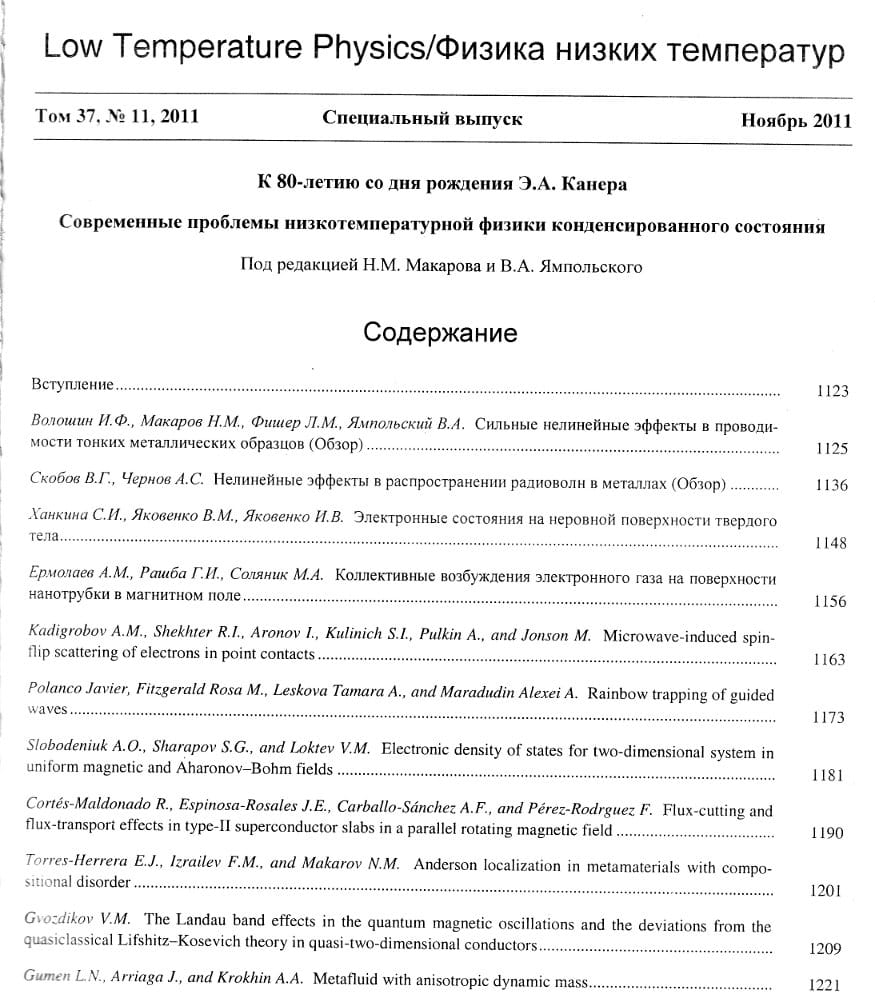 Low Temperature Physics/Физика низких температур
Том 37, № 11, 2011 Специальный выпуск Ноябрь 2011
К 80-летию со дня рождения Э.А. Канера
Современные проблемы низкотемпературной физики конденсированного состояния
Под редакцией Н.М. Макарова и В.А. Ямпольского
Содержание
Вступление 1123
Волошин И.Ф., Макаров Н.М., Фишер Л.М., Ямпольский В.А. Сильные нелинейные эффекты в проводи-
мости тонких металлических образцов (Обзор) 1125
Скобов В.Г., Чернов А.С. Нелинейные эффекты в распространении радиоволн в металлах (Обзор) 1136
Ханкина С.И., Яковенко В.М., Яковенко И.В. Электронные состояния на неровной поверхности твердого
тела 1148
Ермолаев А.М., Рашба Г.И., Соляник М.А. Коллективные возбуждения электронного газа на поверхности
нанотрубки в магнитном поле 1156
Kadigrobov A.M., Shekhter R.I., Aronov I., Kulinich S.I., Pulkin A., and Jonson M. Microwave-induced spin-
flip scattering of electrons in point contacts 1163
Polanco Javier, Fitzgerald Rosa M., Leskova Tamara A., and Maradudin Alexei A. Rainbow trapping of guided
waves 1173
Slobodeniuk A.O., Sharapov S.G., and Loktev V.M. Electronic density of states for two-dimensional system in
uniform magnetic and Aharonov–Bohm fields 1181
Cortés-Maldonado R., Espinosa-Rosales J.E., Carballo-Sánchez A.F., and Pérez-Rodrguez F. Flux-cutting and
flux-transport effects in type-II superconductor slabs in a parallel rotating magnetic field 1190
Torres-Herrera E.J., Izrailev F.M., and Makarov N.M. Anderson localization in metamaterials with compo-
sitional disorder 1201
Gvozdikov V.M. The Landau band effects in the quantum magnetic oscillations and the deviations from the
quasiclassical Lifshitz–Kosevich theory in quasi-two-dimensional conductors 1209
Gumen L.N., Arriaga J., and Krokhin A.A. Metafluid with anisotropic dynamic mass 1221